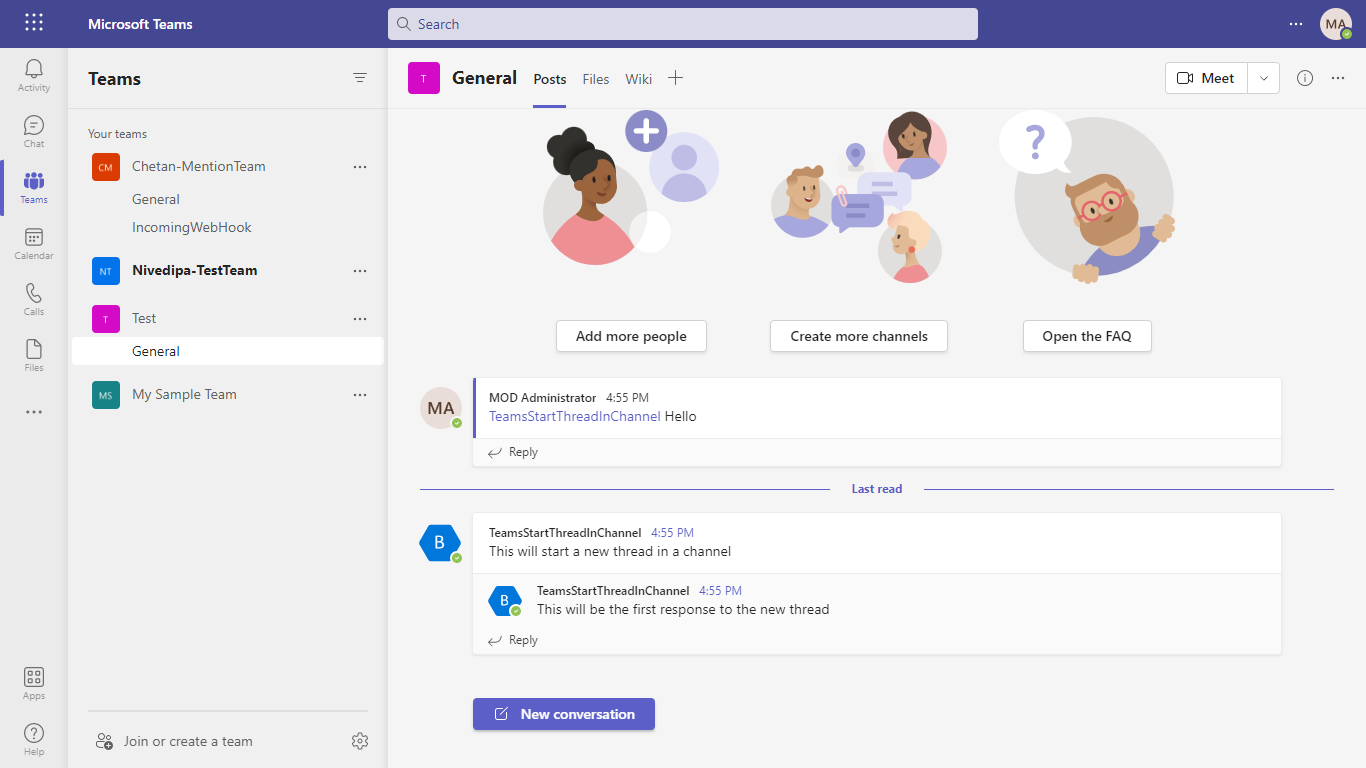 Microsoft Teams
Search
MA
Activity
Chat
Teams
Calendar
Calls
Files
Apps
Help
Teams
Your teams
CM Chetan-MentionTeam
General
IncomingWebHook
NT Nivedipa-TestTeam
T Test
General
MS My Sample Team
Join or create a team
T General Posts Files Wiki
Meet
?
Add more people
Create more channels
Open the FAQ
MA
MOD Administrator 4:55 PM
TeamsStartThreadInChannel Hello
Reply
Last read
B
TeamsStartThreadInChannel 4:55 PM
This will start a new thread in a channel
B
TeamsStartThreadInChannel 4:55 PM
This will be the first response to the new thread
Reply
New conversation